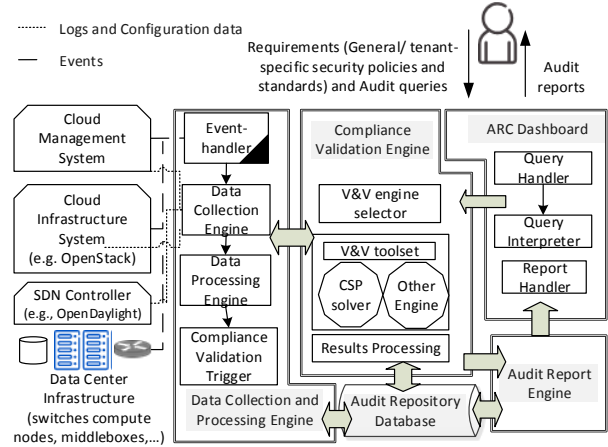 Logs and Configuration data
Events
Requirements (General/ tenant-
specific security policies and
standards) and Audit queries
Audit
reports
Cloud
Management
System
Cloud
Infrastructure
System
(e.g. OpenStack)
SDN Controller
(e.g., OpenDaylight)
Data Center
Infrastructure
(switches compute
nodes, middleboxes,...)
Event-
handler
Data
Collection
Engine
Data
Processing
Engine
Compliance
Validation
Trigger
Data Collection and
Processing Engine
Compliance
Validation Engine
V&V engine
selector
V&V toolset
CSP
solver
Other
Engine
Results Processing
Audit Repository
Database
ARC Dashboard
Query
Handler
Query
Interpreter
Report
Handler
Audit Report
Engine